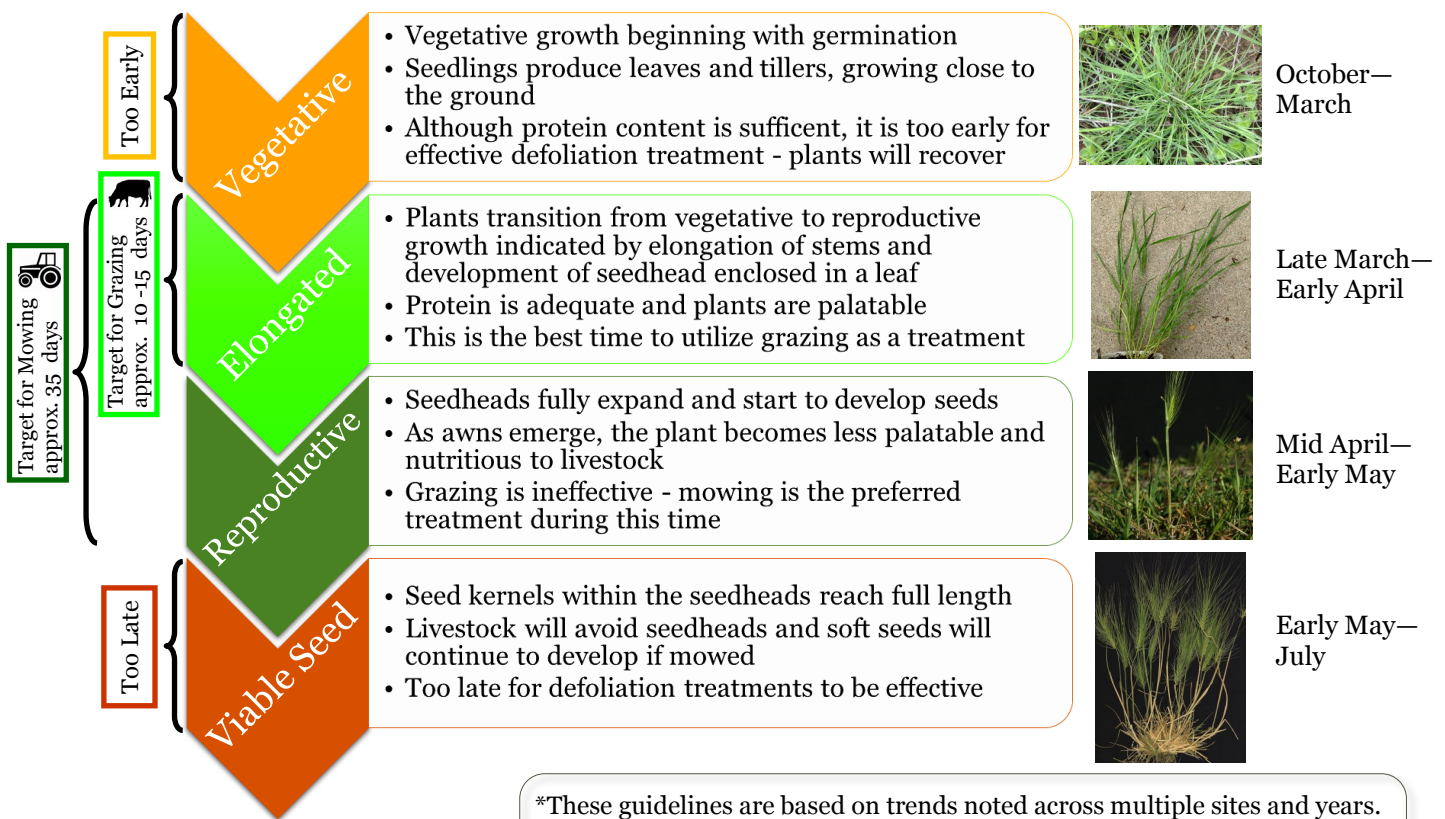 Too Early
Vegetative
• Vegetative growth beginning with germination
• Seedlings produce leaves and tillers, growing close to
the ground
• Although protein content is sufficent, it is too early for
effective defoliation treatment - plants will recover
October—
March
Target for Mowing
approx. 35 days
Target for Grazing
approx. 10 -15 days
Elongated
• Plants transition from vegetative to reproductive
growth indicated by elongation of stems and
development of seedhead enclosed in a leaf
• Protein is adequate and plants are palatable
• This is the best time to utilize grazing as a treatment
Late March—
Early April
Reproductive
• Seedheads fully expand and start to develop seeds
• As awns emerge, the plant becomes less palatable and
nutritious to livestock
• Grazing is ineffective - mowing is the preferred
treatment during this time
Mid April—
Early May
Too Late
Viable Seed
• Seed kernels within the seedheads reach full length
• Livestock will avoid seedheads and soft seeds will
continue to develop if mowed
• Too late for defoliation treatments to be effective
Early May—
July
*These guidelines are based on trends noted across multiple sites and years.